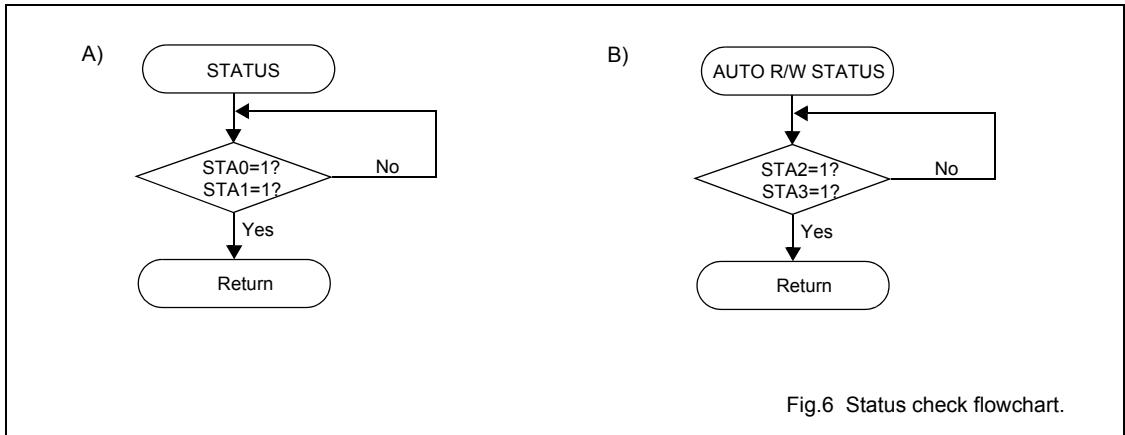 A)
STATUS
STA0=1?
STA1=1?
No
Yes
Return
B)
AUTO R/W STATUS
STA2=1?
STA3=1?
No
Yes
Return
Fig.6 Status check flowchart.